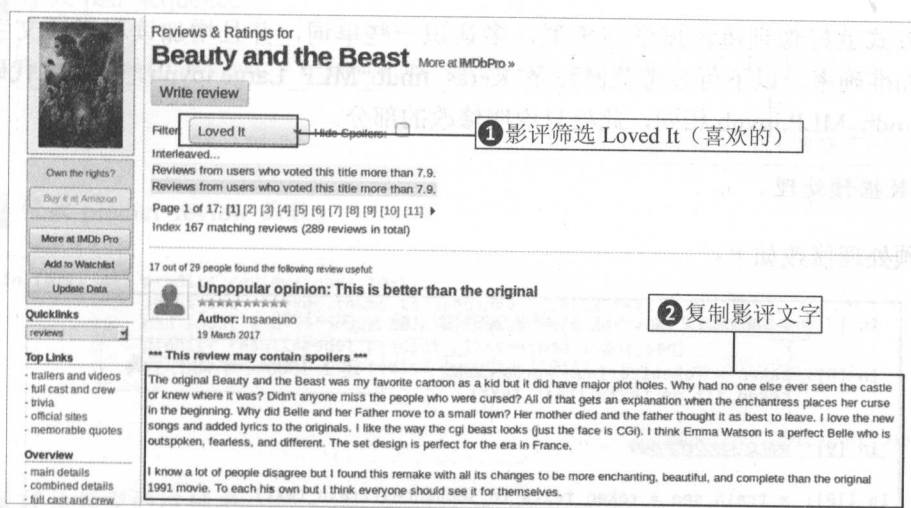 Reviews & Ratings for
Beauty and the Beast More at IMDbPro »
Write review
Filter: Loved It Hide Spoilers:
❶影评筛选 Loved It（喜欢的）
Interleaved...
Reviews from users who voted this title more than 7.9.
Reviews from users who voted this title more than 7.9.
Page 1 of 17: [1] [2] [3] [4] [5] [6] [7] [8] [9] [10] [11]
Index 167 matching reviews (289 reviews in total)
Own the rights?
Buy it at Amazon
More at IMDb Pro
Add to Watchlist
Update Data
Quicklinks
reviews
Top Links
- trailers and videos
- full cast and crew
- trivia
- official sites
- memorable quotes
Overview
- main details
- combined details
- full cast and crew
17 out of 29 people found the following review useful:
Unpopular opinion: This is better than the original
Author: Insaneuno
19 March 2017
❷复制影评文字
*** This review may contain spoilers ***
The original Beauty and the Beast was my favorite cartoon as a kid but it did have major plot holes. Why had no one else ever seen the castle
or knew where it was? Didn't anyone miss the people who were cursed? All of that gets an explanation when the enchantress places her curse
in the beginning. Why did Belle and her Father move to a small town? Her mother died and the father thought it as best to leave. I love the new
songs and added lyrics to the originals. I like the way the cgi beast looks (just the face is CGi). I think Emma Watson is a perfect Belle who is
outspoken, fearless, and different. The set design is perfect for the era in France.
I know a lot of people disagree but I found this remake with all its changes to be more enchanting, beautiful, and complete than the original
1991 movie. To each his own but I think everyone should see it for themselves.